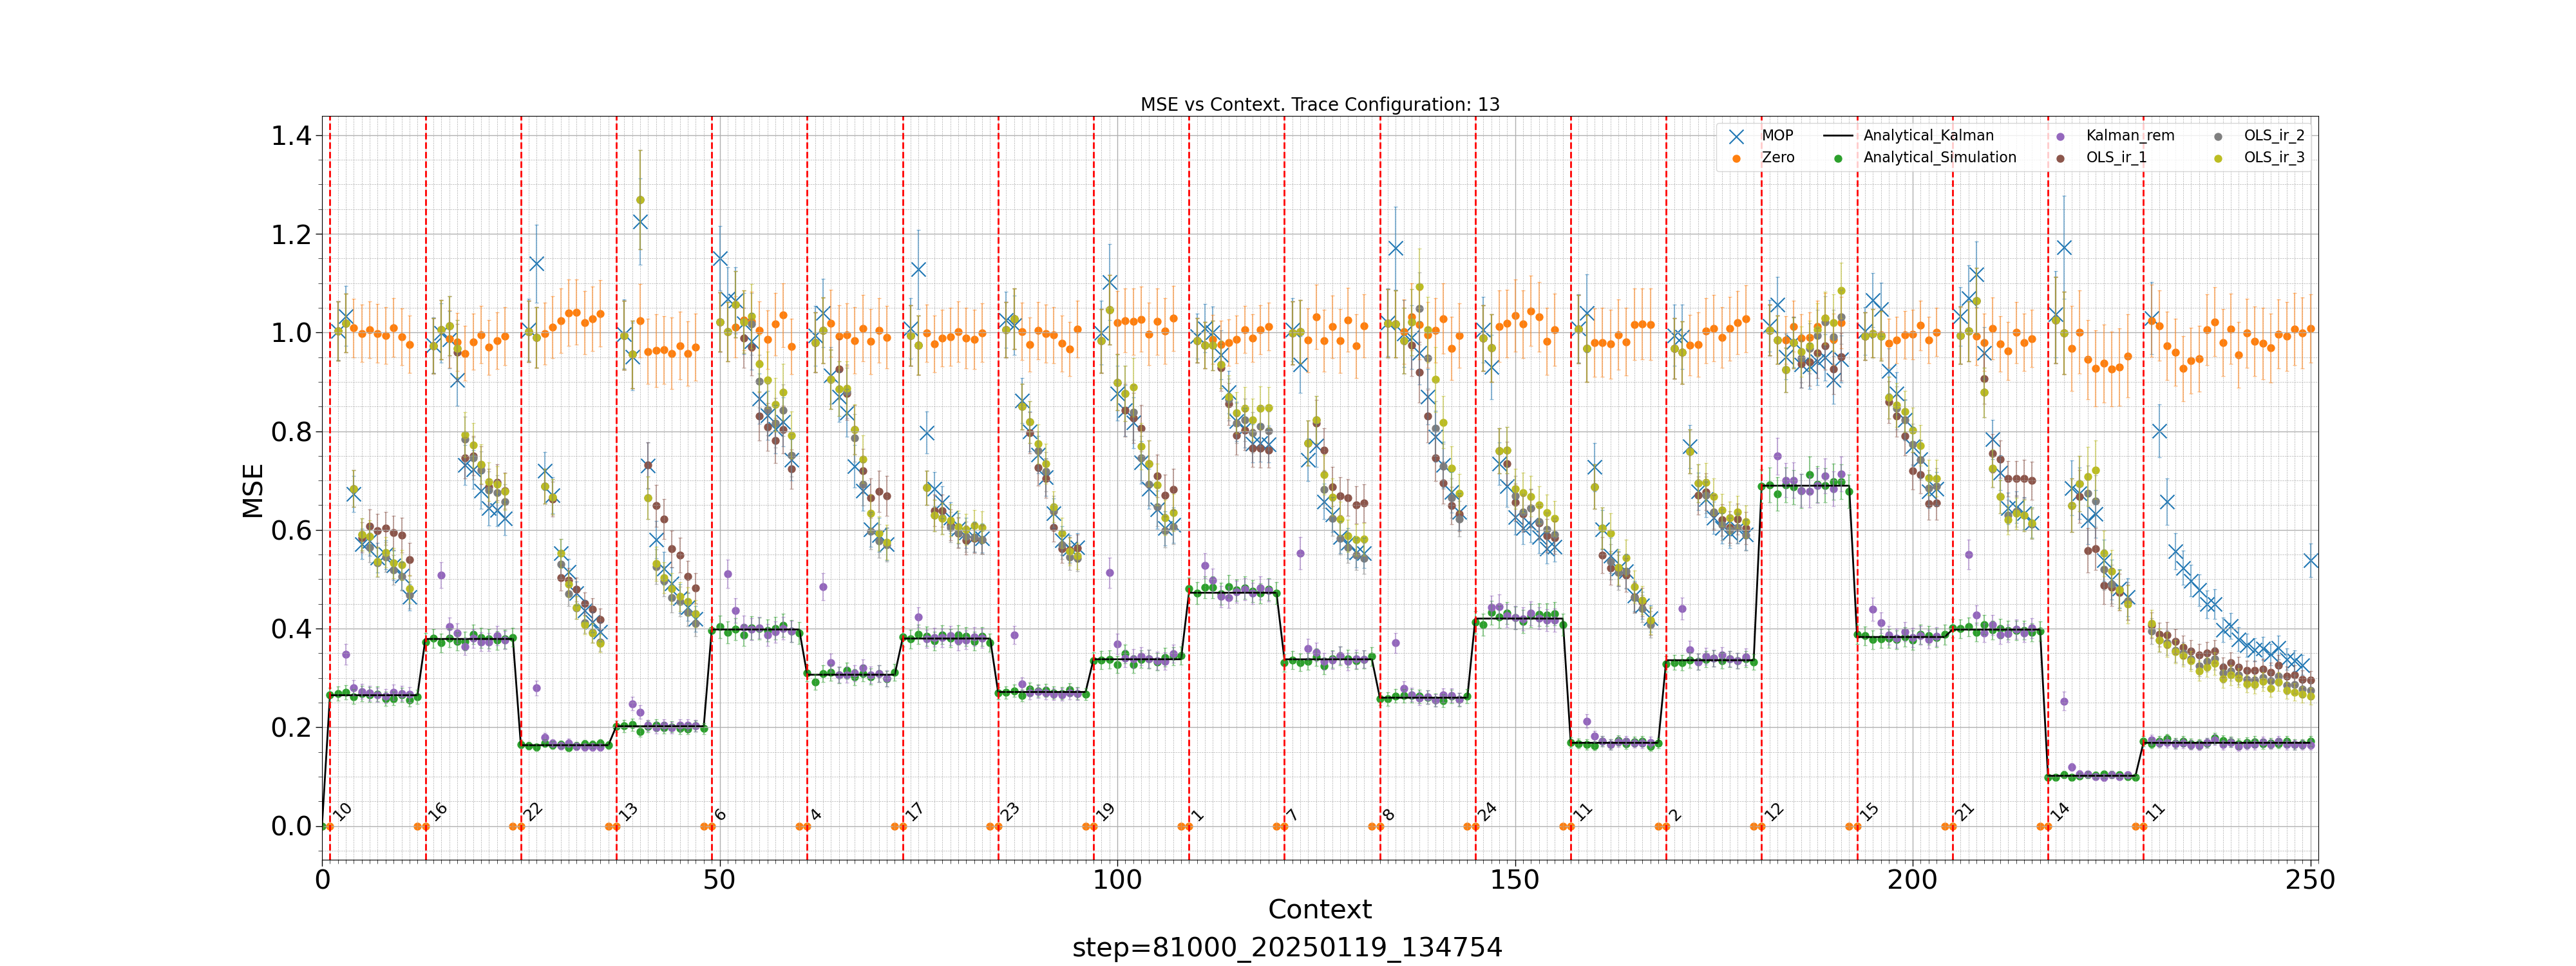 MSE vs Context. Trace Configuration: 13
MOP
Zero
Analytical_Kalman
Analytical_Simulation
Kalman_rem
OLS_ir_1
OLS_ir_2
OLS_ir_3
MSE
1.4
1.2
1.0
0.8
0.6
0.4
0.2
0.0
10 16 22 13 6 4 17 23 19 1 7 8 24 11 2 12 15 21 14 11
0 50 100 150 200 250
Context
step=81000_20250119_134754